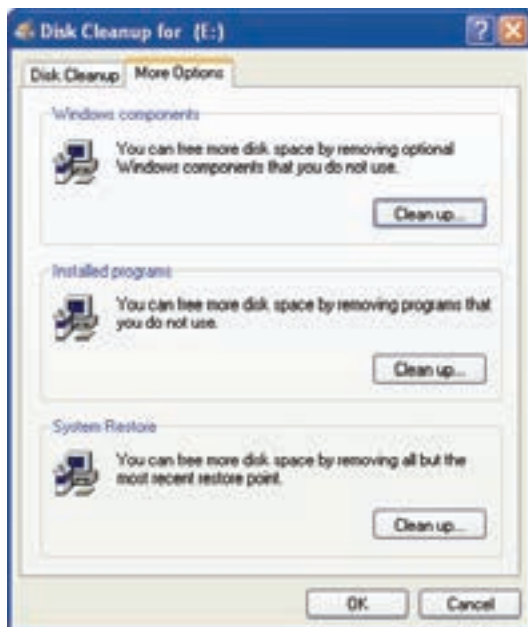 Disk Cleanup for (E:)
Disk Cleanup
More Options
Windows components
You can free more disk space by removing optional
Windows components that you do not use.
Clean up...
Installed programs
You can free more disk space by removing programs that
you do not use.
Clean up...
System Restore
You can free more disk space by removing all but the
most recent restore point.
Clean up...
OK
Cancel